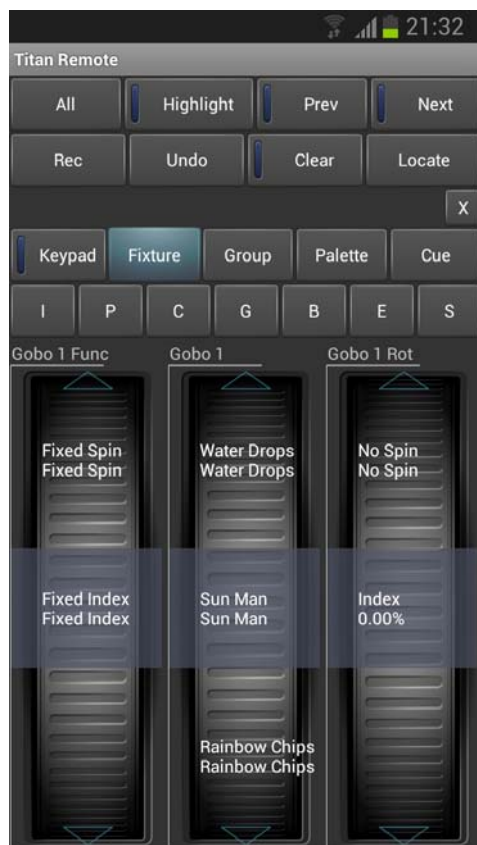 21:32
Titan Remote
All Highlight Prev Next
Rec Undo Clear Locate
X
Keypad Fixture Group Palette Cue
I P C G B E S
Gobo 1 Func Gobo 1 Gobo 1 Rot
Fixed Spin Water Drops No Spin
Fixed Spin Water Drops No Spin
Fixed Index Sun Man Index
Fixed Index Sun Man 0.00%
Rainbow Chips
Rainbow Chips